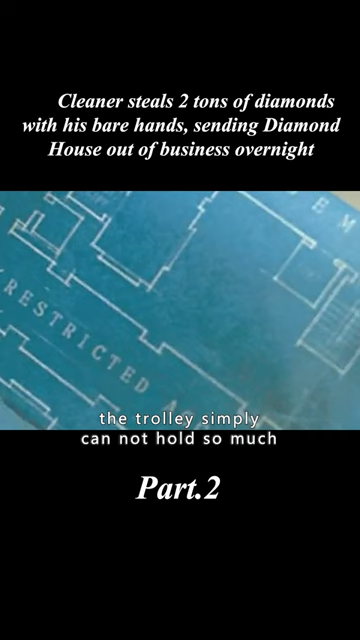 Cleaner steals 2 tons of diamonds
with his bare hands, sending Diamond
House out of business overnight
E M
RESTRICTED A
the trolley simply
can not hold so much
Part.2